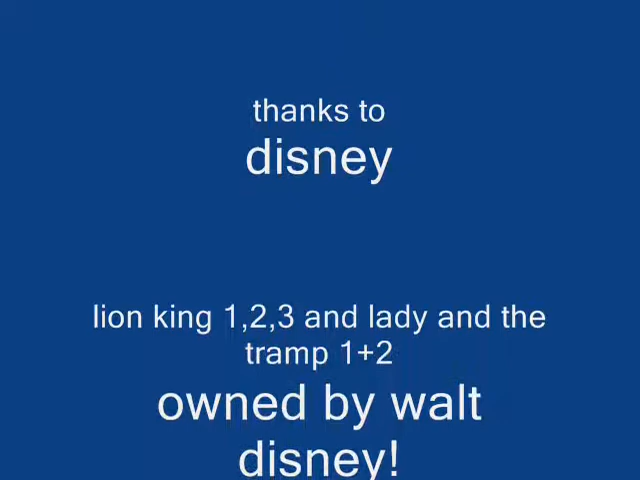 thanks to
disney
lion king 1,2,3 and lady and the
tramp 1+2
owned by walt
disney!